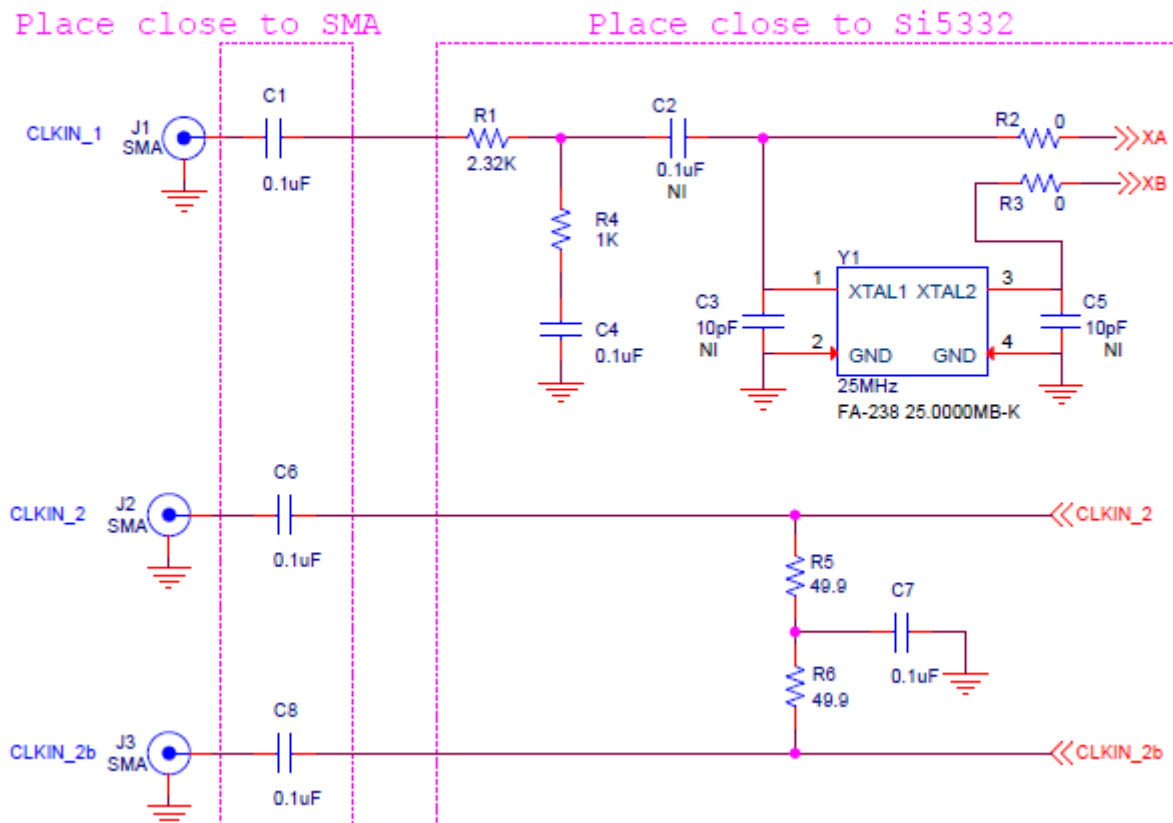 Place close to SMA
Place close to Si5332
CLKIN_1
J1
SMA
C1
0.1uF
R1
2.32K
C2
0.1uF
NI
R2
0
XA
XB
R3
0
R4
1K
C4
0.1uF
C3
10pF
NI
Y1
1
XTAL1
XTAL2
3
2
GND
GND
4
25MHz
FA-238 25.0000MB-K
C5
10pF
NI
CLKIN_2
J2
SMA
C6
0.1uF
CLKIN_2
R5
49.9
C7
0.1uF
R6
49.9
CLKIN_2b
J3
SMA
C8
0.1uF
CLKIN_2b